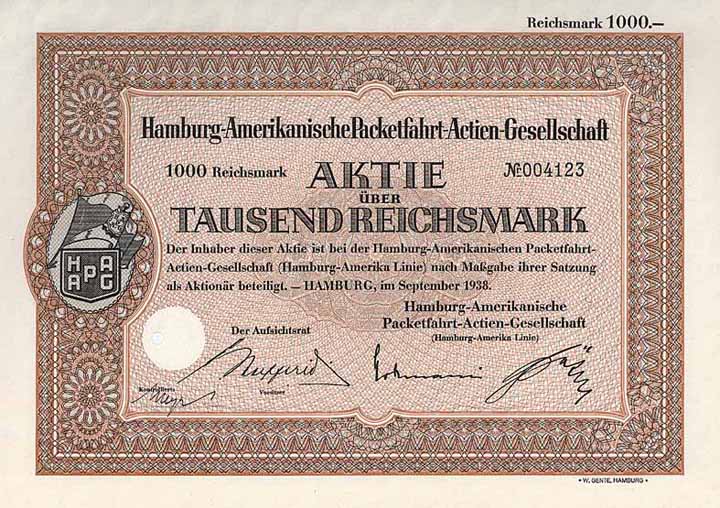 Reichsmark 1000.—
Hamburg-Amerikanische Packetfahrt-Actien-Gesellschaft
1000 Reichsmark AKTIE № 004123
ÜBER
TAUSEND REICHSMARK
Der Inhaber dieser Aktie ist bei der Hamburg-Amerikanischen Packetfahrt-
Actien-Gesellschaft (Hamburg-Amerika Linie) nach Maßgabe ihrer Satzung
als Aktionär beteiligt. — HAMBURG, im September 1938.
HAPAG
Hamburg-Amerikanische
Packetfahrt-Actien-Gesellschaft
(Hamburg-Amerika Linie)
Der Aufsichtsrat
Kontrolliert:
Vorsitzer
• W. GENTE, HAMBURG •